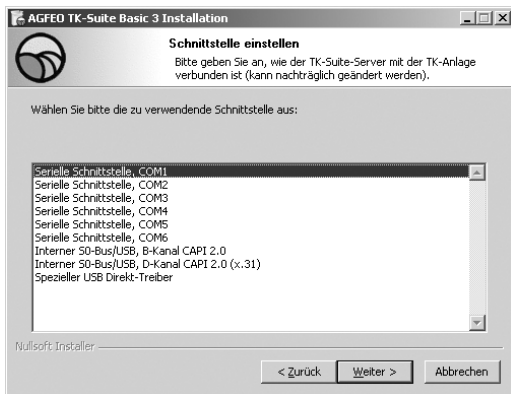 AGFEO TK-Suite Basic 3 Installation
Schnittstelle einstellen
Bitte geben Sie an, wie der TK-Suite-Server mit der TK-Anlage
verbunden ist (kann nachträglich geändert werden).
Wählen Sie bitte die zu verwendende Schnittstelle aus:
Serielle Schnittstelle, COM1
Serielle Schnittstelle, COM2
Serielle Schnittstelle, COM3
Serielle Schnittstelle, COM4
Serielle Schnittstelle, COM5
Serielle Schnittstelle, COM6
Interner S0-Bus/USB, B-Kanal CAPI 2.0
Interner S0-Bus/USB, D-Kanal CAPI 2.0 (x.31)
Spezieller USB Direkt-Treiber
Nullsoft Installer
< Zurück Weiter > Abbrechen